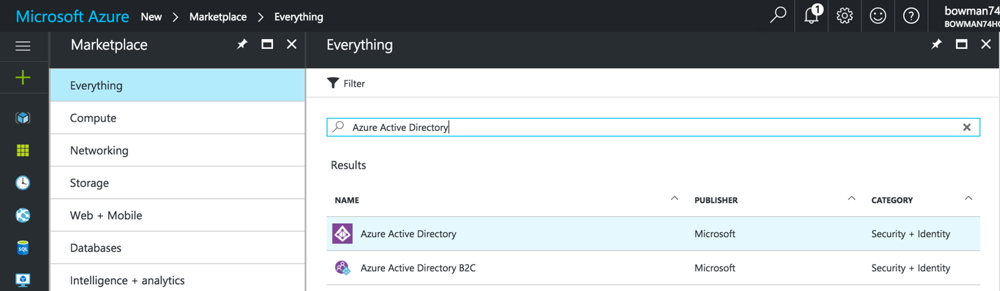 Microsoft Azure New > Marketplace > Everything 1 bowman74
BOWMAN74HO
Marketplace
Everything
Compute
Networking
Storage
Web + Mobile
Databases
Intelligence + analytics
SQL
Everything
Filter
Azure Active Directory
Results
NAME PUBLISHER CATEGORY
Azure Active Directory Microsoft Security + Identity
Azure Active Directory B2C Microsoft Security + Identity